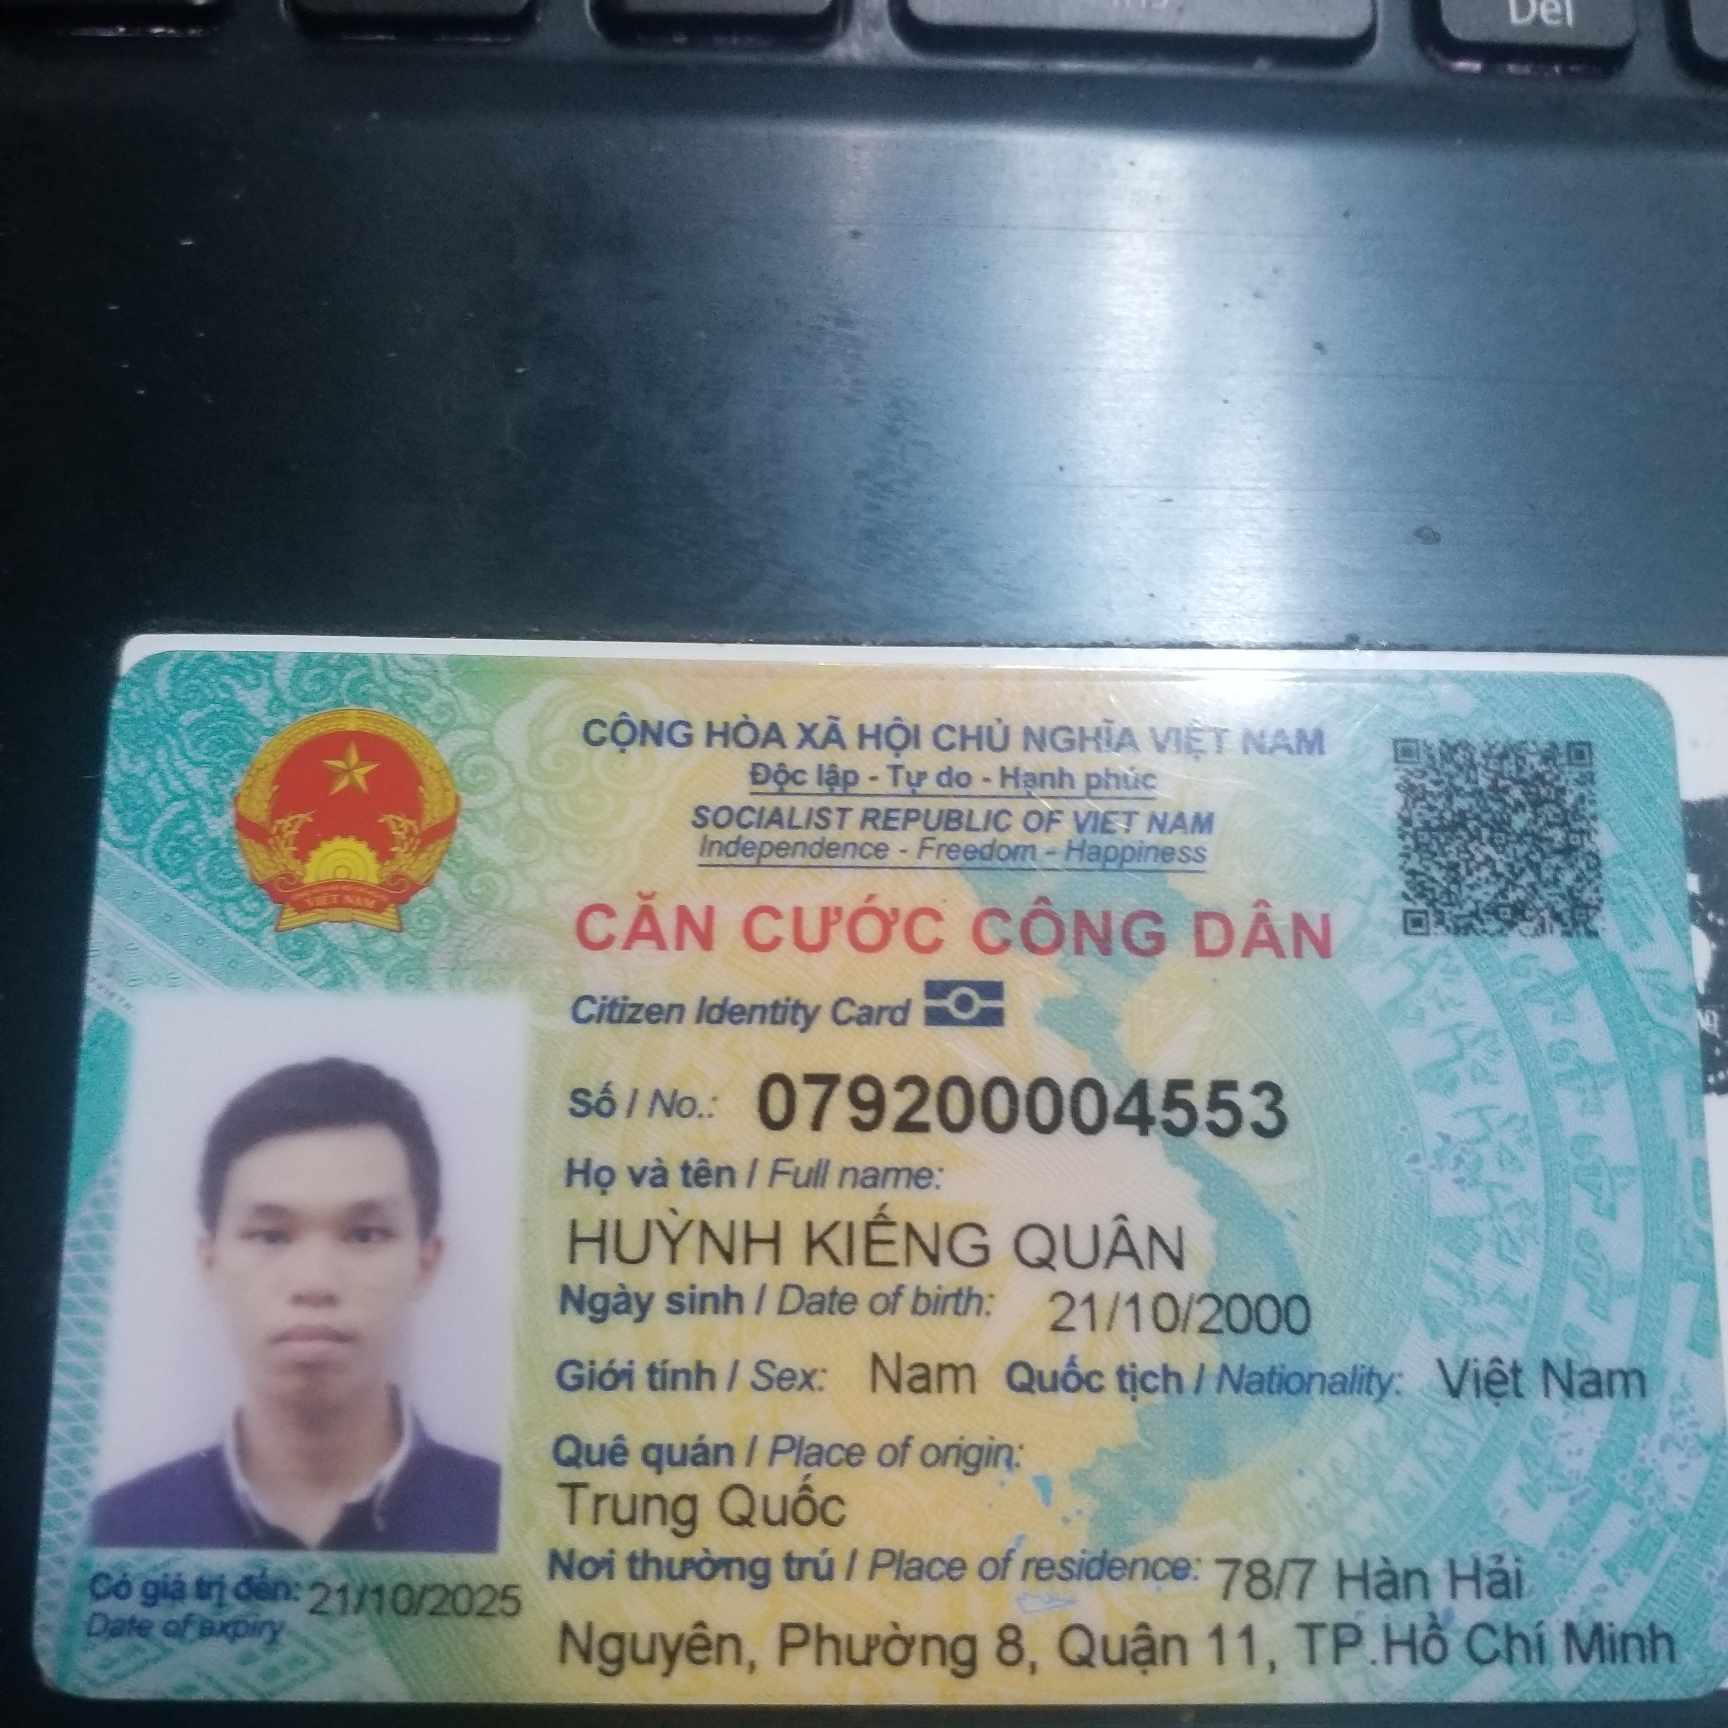 Del
CỘNG HÒA XÃ HỘI CHỦ NGHĨA VIỆT NAM
Độc lập - Tự do - Hạnh phúc
SOCIALIST REPUBLIC OF VIET NAM
Independence - Freedom - Happiness
CĂN CƯỚC CÔNG DÂN
Citizen Identity Card
VIỆT NAM
Số / No.: 079200004553
Họ và tên / Full name:
HUỲNH KIẾNG QUÂN
Ngày sinh / Date of birth: 21/10/2000
Giới tính / Sex: Nam Quốc tịch / Nationality: Việt Nam
Quê quán / Place of origin:
Trung Quốc
Nơi thường trú / Place of residence: 78/7 Hàn Hải
Nguyên, Phường 8, Quận 11, TP.Hồ Chí Minh
Có giá trị đến: 21/10/2025
Date of expiry